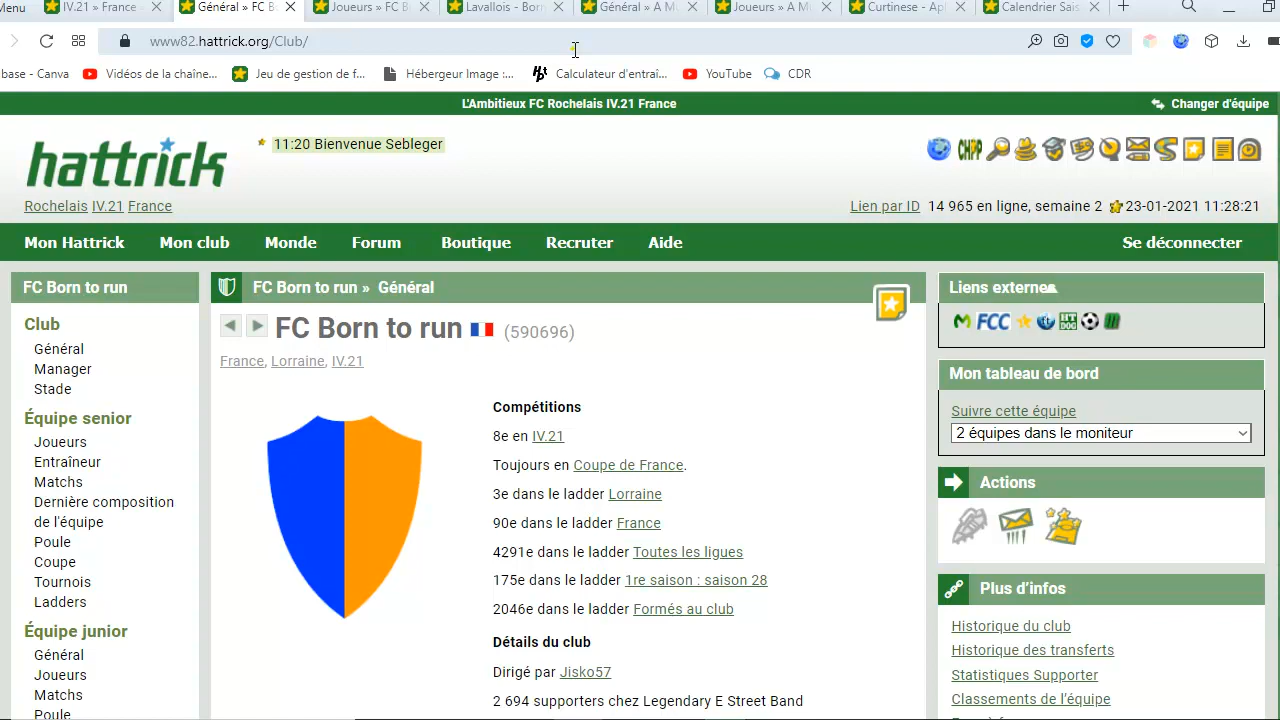 Menu IV.21 » France Général » FC B Joueurs » FC B Lavallois - Born Général » A M Joueurs » A M Curtinese - Ap Calendrier Sais
www82.hattrick.org/Club/
base - Canva Vidéos de la chaîne... Jeu de gestion de f... Hébergeur Image :... Calculateur d'entraî... YouTube CDR
L'Ambitieux FC Rochelais IV.21 France Changer d'équipe
hattrick 11:20 Bienvenue Sebleger CHPP
Rochelais IV.21 France Lien par ID 14 965 en ligne, semaine 2 23-01-2021 11:28:21
Mon Hattrick Mon club Monde Forum Boutique Recruter Aide Se déconnecter
FC Born to run
Club
Général
Manager
Stade
Équipe senior
Joueurs
Entraîneur
Matchs
Dernière composition
de l'équipe
Poule
Coupe
Tournois
Ladders
Équipe junior
Général
Joueurs
Matchs
Poule
FC Born to run » Général
FC Born to run (590696)
France, Lorraine, IV.21
Compétitions
8e en IV.21
Toujours en Coupe de France.
3e dans le ladder Lorraine
90e dans le ladder France
4291e dans le ladder Toutes les ligues
175e dans le ladder 1re saison : saison 28
2046e dans le ladder Formés au club
Détails du club
Dirigé par Jisko57
2 694 supporters chez Legendary E Street Band
Liens externes
FCC
Mon tableau de bord
Suivre cette équipe
2 équipes dans le moniteur
Actions
Plus d'infos
Historique du club
Historique des transferts
Statistiques Supporter
Classements de l'équipe